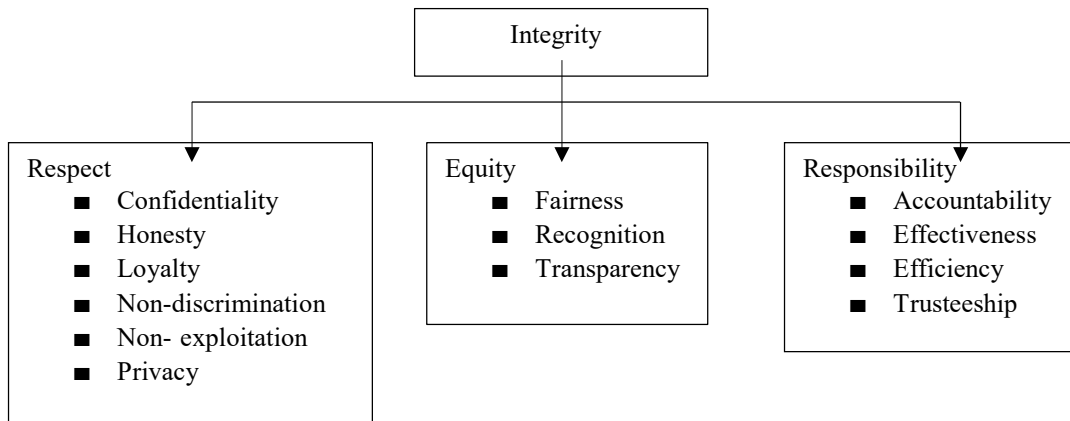 Integrity
Respect
■ Confidentiality
■ Honesty
■ Loyalty
■ Non-discrimination
■ Non- exploitation
■ Privacy
Equity
■ Fairness
■ Recognition
■ Transparency
Responsibility
■ Accountability
■ Effectiveness
■ Efficiency
■ Trusteeship